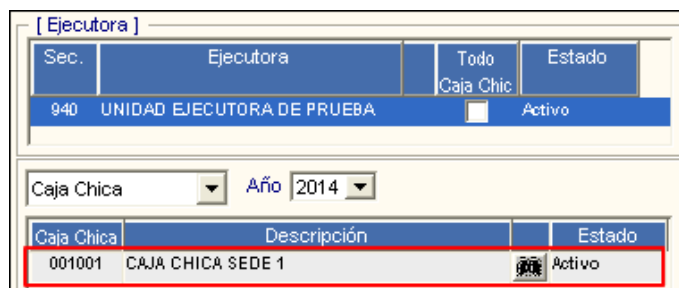 [ Ejecutora ]
Sec. Ejecutora Todo Caja Chic Estado
940 UNIDAD EJECUTORA DE PRUEBA Activo
Caja Chica Año 2014
Caja Chica Descripción Estado
001001 CAJA CHICA SEDE 1 Activo